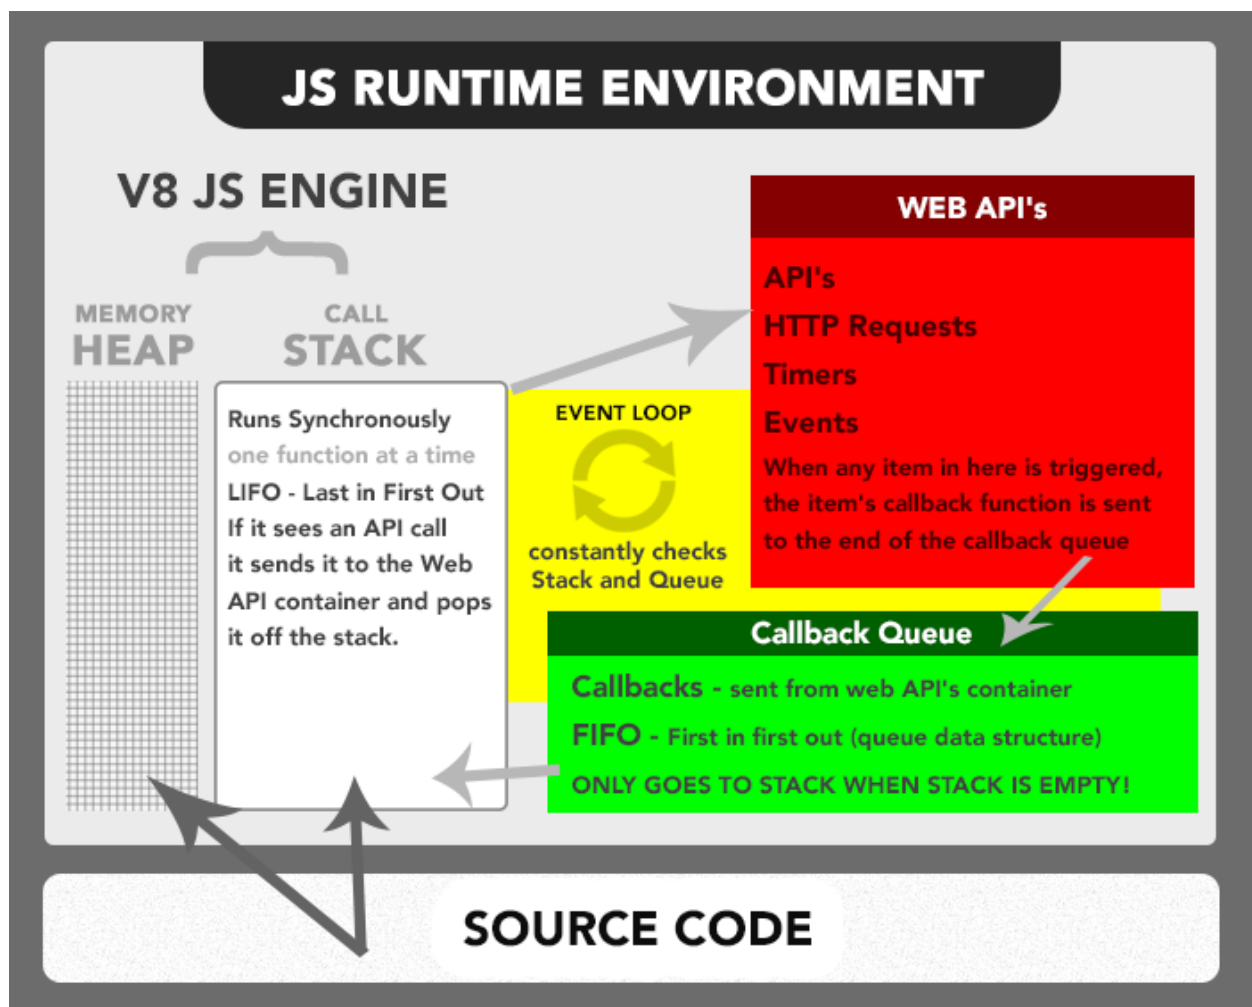 JS RUNTIME ENVIRONMENT
V8 JS ENGINE
MEMORY
HEAP
CALL
STACK
Runs Synchronously
one function at a time
LIFO - Last in First Out
If it sees an API call
it sends it to the Web
API container and pops
it off the stack.
EVENT LOOP
constantly checks
Stack and Queue
WEB API's
API's
HTTP Requests
Timers
Events
When any item in here is triggered,
the item's callback function is sent
to the end of the callback queue
Callback Queue
Callbacks - sent from web API's container
FIFO - First in first out (queue data structure)
ONLY GOES TO STACK WHEN STACK IS EMPTY!
SOURCE CODE